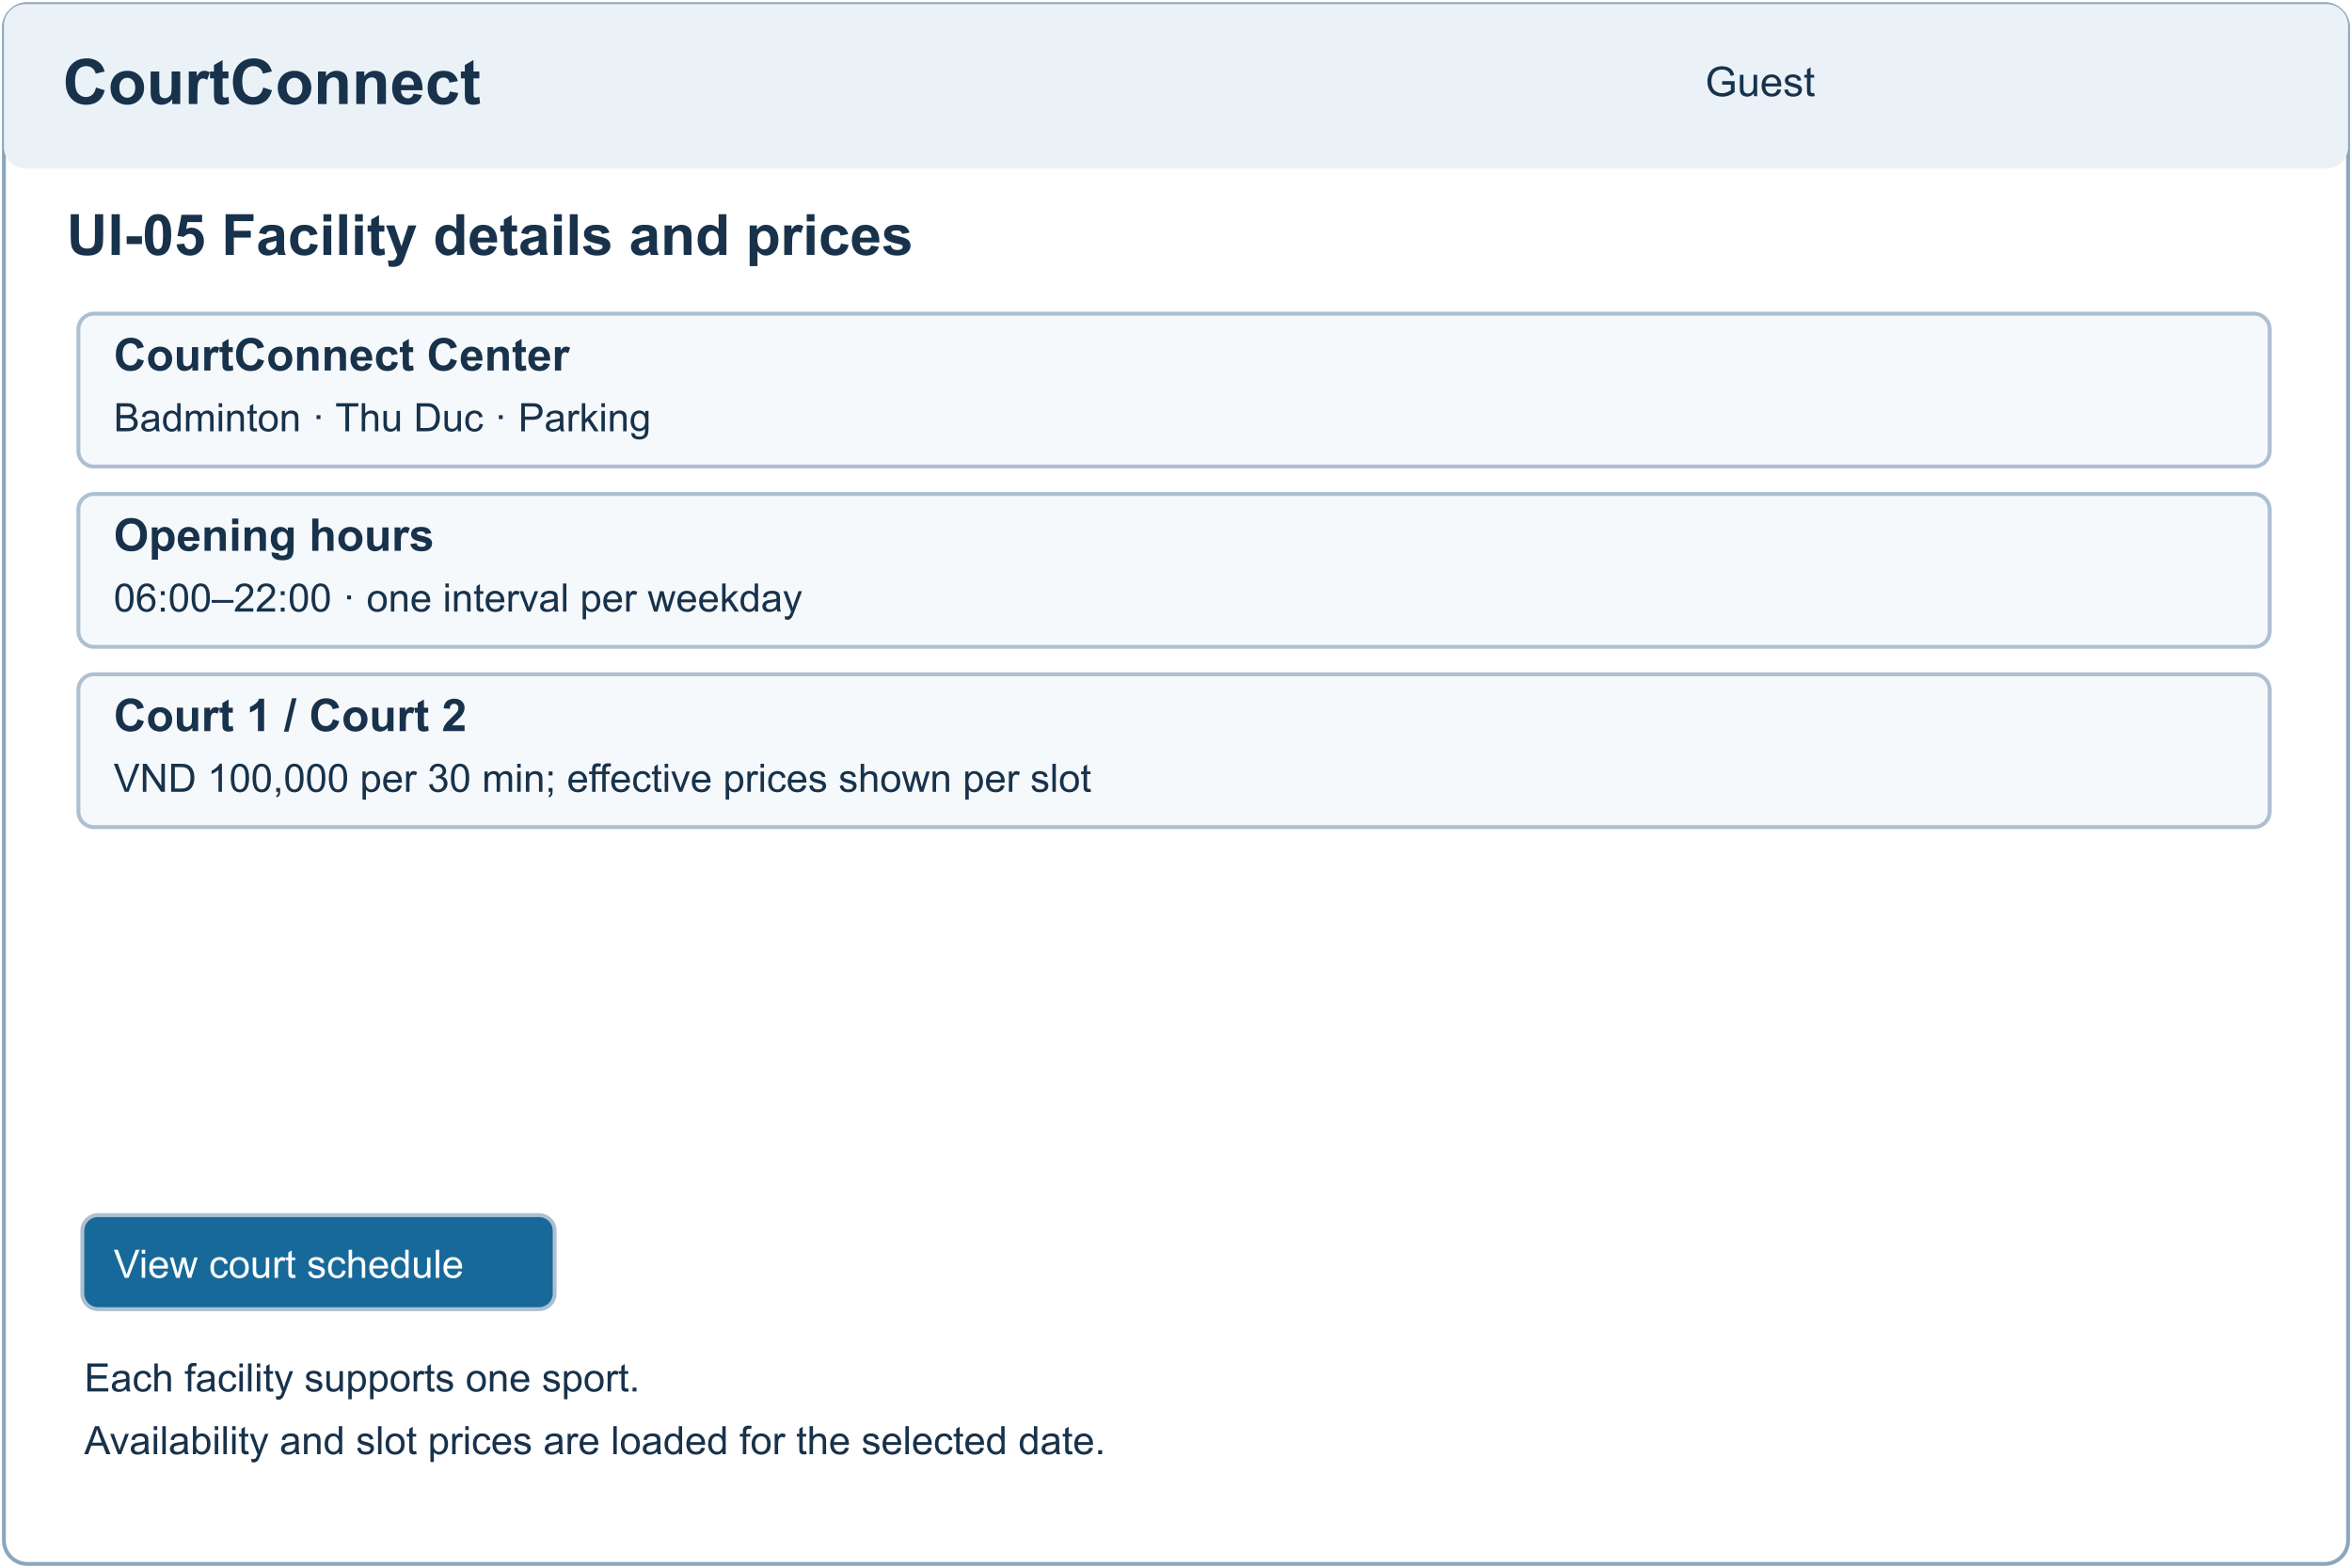 CourtConnect
Guest
UI-05 Facility details and prices
CourtConnect Center
Badminton · Thu Duc · Parking
Opening hours
06:00–22:00 · one interval per weekday
Court 1 / Court 2
VND 100,000 per 30 min; effective prices shown per slot
View court schedule
Each facility supports one sport.
Availability and slot prices are loaded for the selected date.